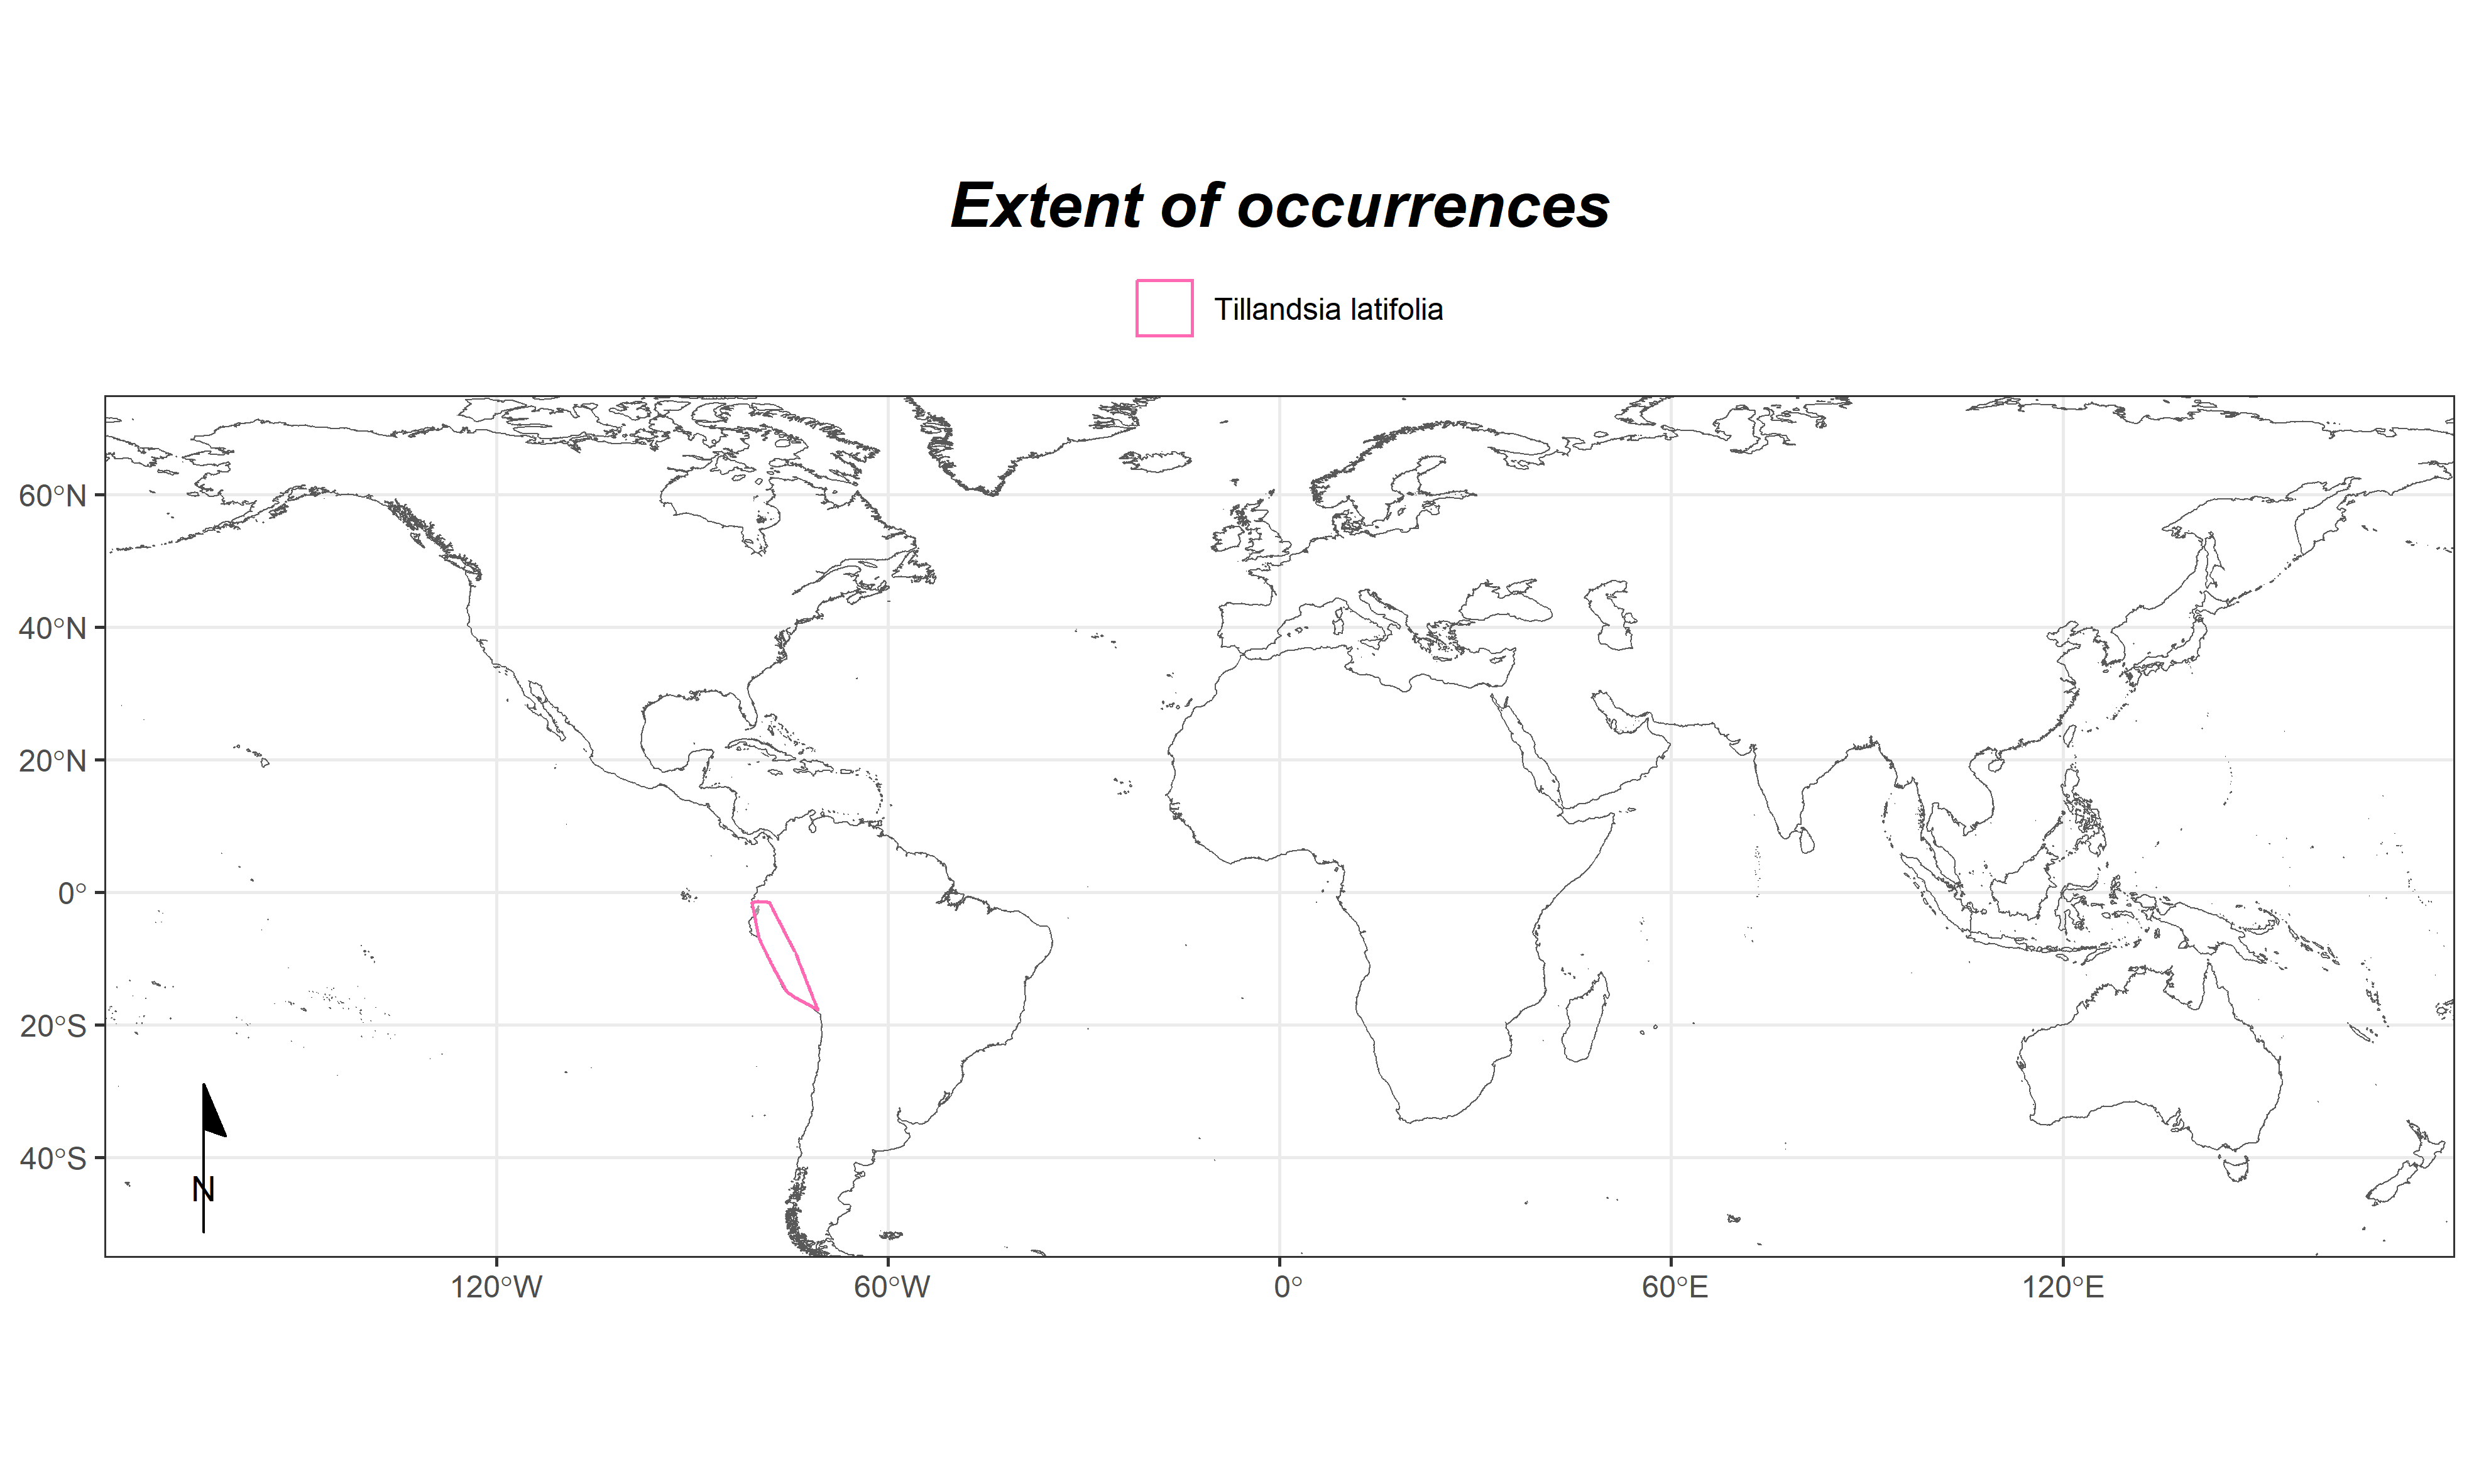 Extent of occurrences
Tillandsia latifolia
60°N
40°N
20°N
0°
20°S
40°S
N
120°W
60°W
0°
60°E
120°E